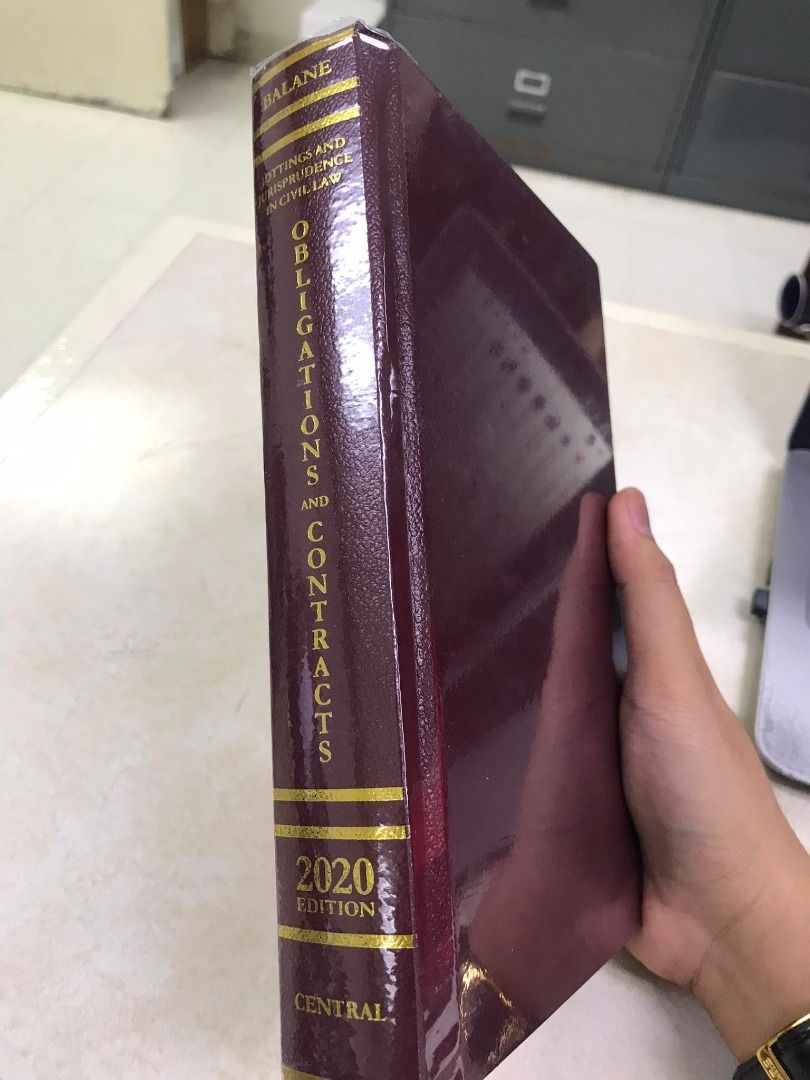 BALANE
JOTTINGS AND
JURISPRUDENCE
IN CIVIL LAW
OBLIGATIONS
AND
CONTRACTS
2020
EDITION
CENTRAL